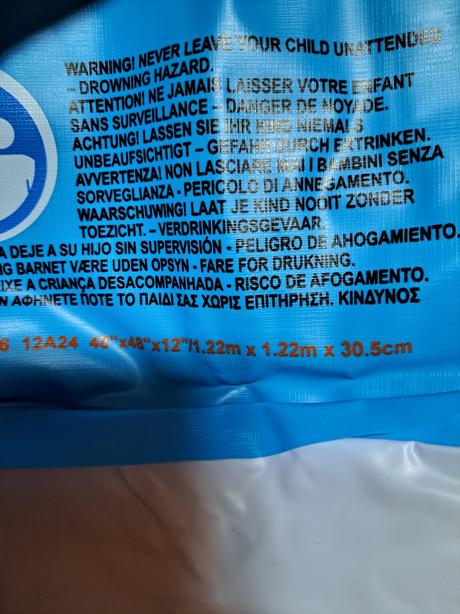 WARNING! NEVER LEAVE YOUR CHILD UNATTENDED
– DROWNING HAZARD.
ATTENTION! NE JAMAIS LAISSER VOTRE ENFANT
SANS SURVEILLANCE – DANGER DE NOYADE.
ACHTUNG! LASSEN SIE IHR KIND NIEMALS
UNBEAUFSICHTIGT – GEFAHR DURCH ERTRINKEN.
AVVERTENZA! NON LASCIARE MAI I BAMBINI SENZA
SORVEGLIANZA - PERICOLO DI ANNEGAMENTO.
WAARSCHUWING! LAAT JE KIND NOOIT ZONDER
TOEZICHT. – VERDRINKINGSGEVAAR.
A DEJE A SU HIJO SIN SUPERVISIÓN - PELIGRO DE AHOGAMIENTO.
BARNET VÆRE UDEN OPSYN - FARE FOR DRUKNING.
A CRIANÇA DESACOMPANHADA - RISCO DE AFOGAMENTO.
ΑΦΗΝΕΤΕ ΠΟΤΕ ΤΟ ΠΑΙΔΙ ΣΑΣ ΧΩΡΙΣ ΕΠΙΤΗΡΗΣΗ. ΚΙΝΔΥΝΟΣ
6 12A24 48"x48"x12"/1.22m x 1.22m x 30.5cm